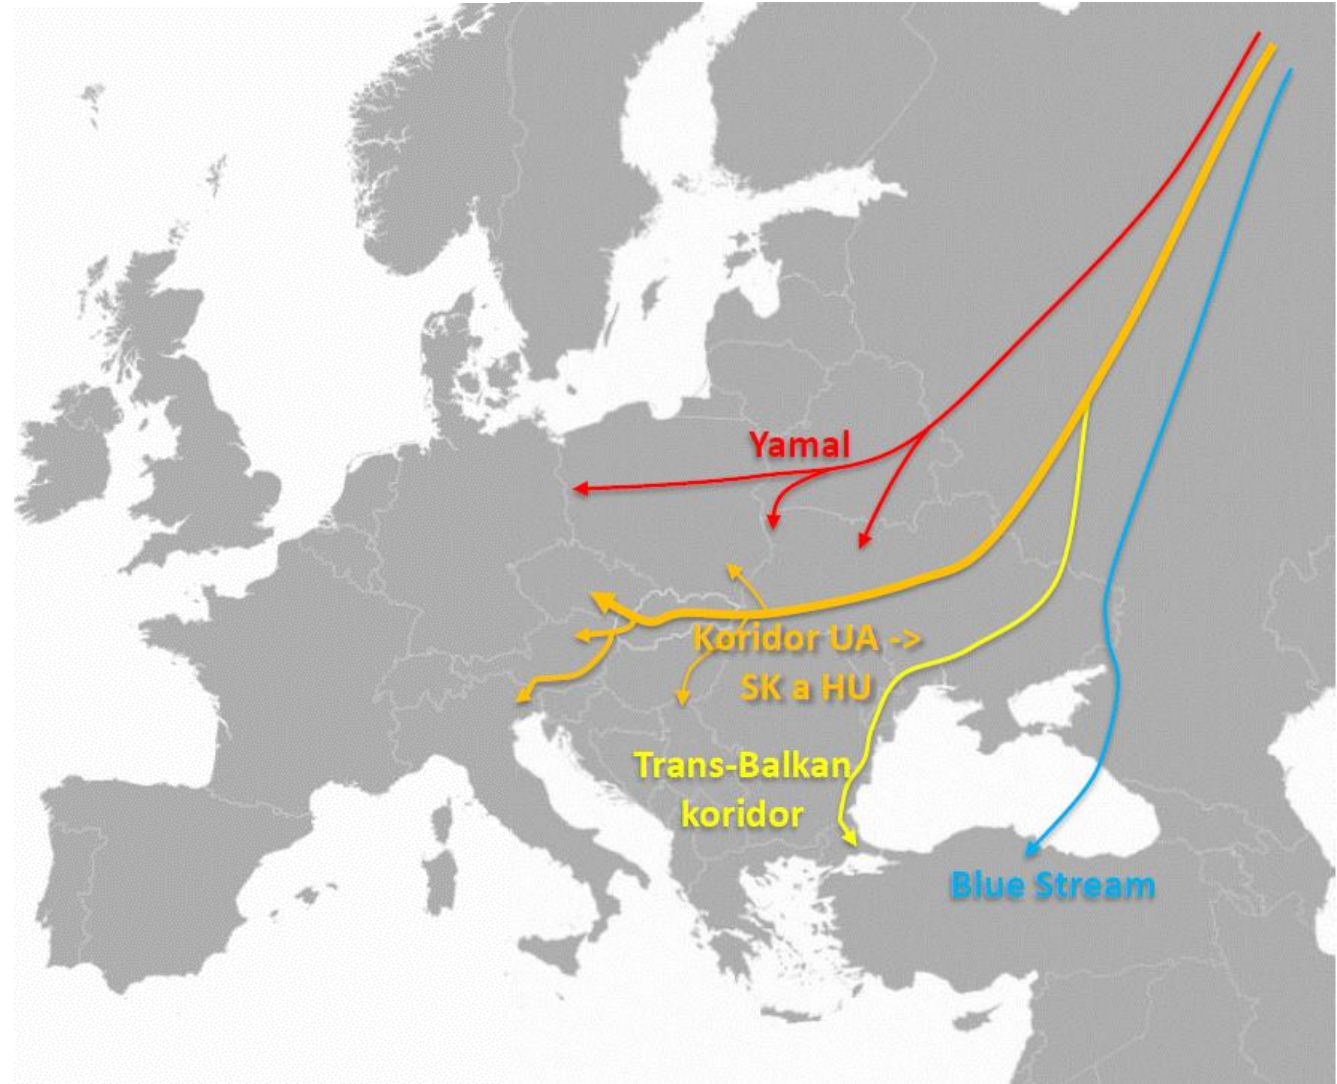 Yamal
Koridor UA ->
SK a HU
Trans-Balkan
koridor
Blue Stream